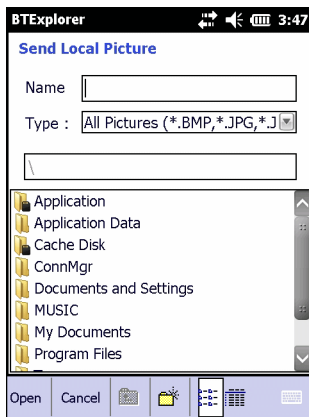 BTExplorer 3:47
Send Local Picture
Name
Type : All Pictures (*.BMP,*.JPG,*.J
\
Application
Application Data
Cache Disk
ConnMgr
Documents and Settings
MUSIC
My Documents
Program Files
Open Cancel